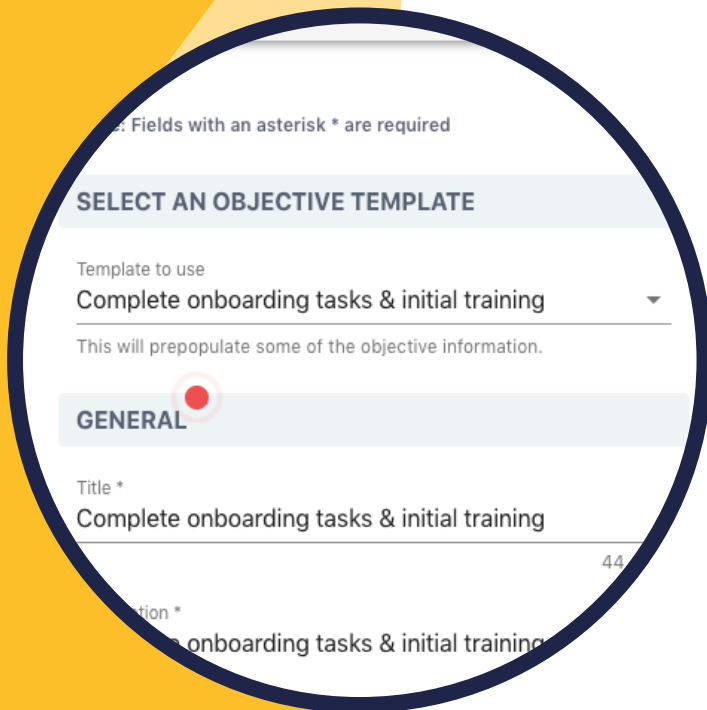 Fields with an asterisk * are required
SELECT AN OBJECTIVE TEMPLATE
Template to use
Complete onboarding tasks & initial training
This will prepopulate some of the objective information.
GENERAL
Title *
Complete onboarding tasks & initial training
44
*
onboarding tasks & initial training